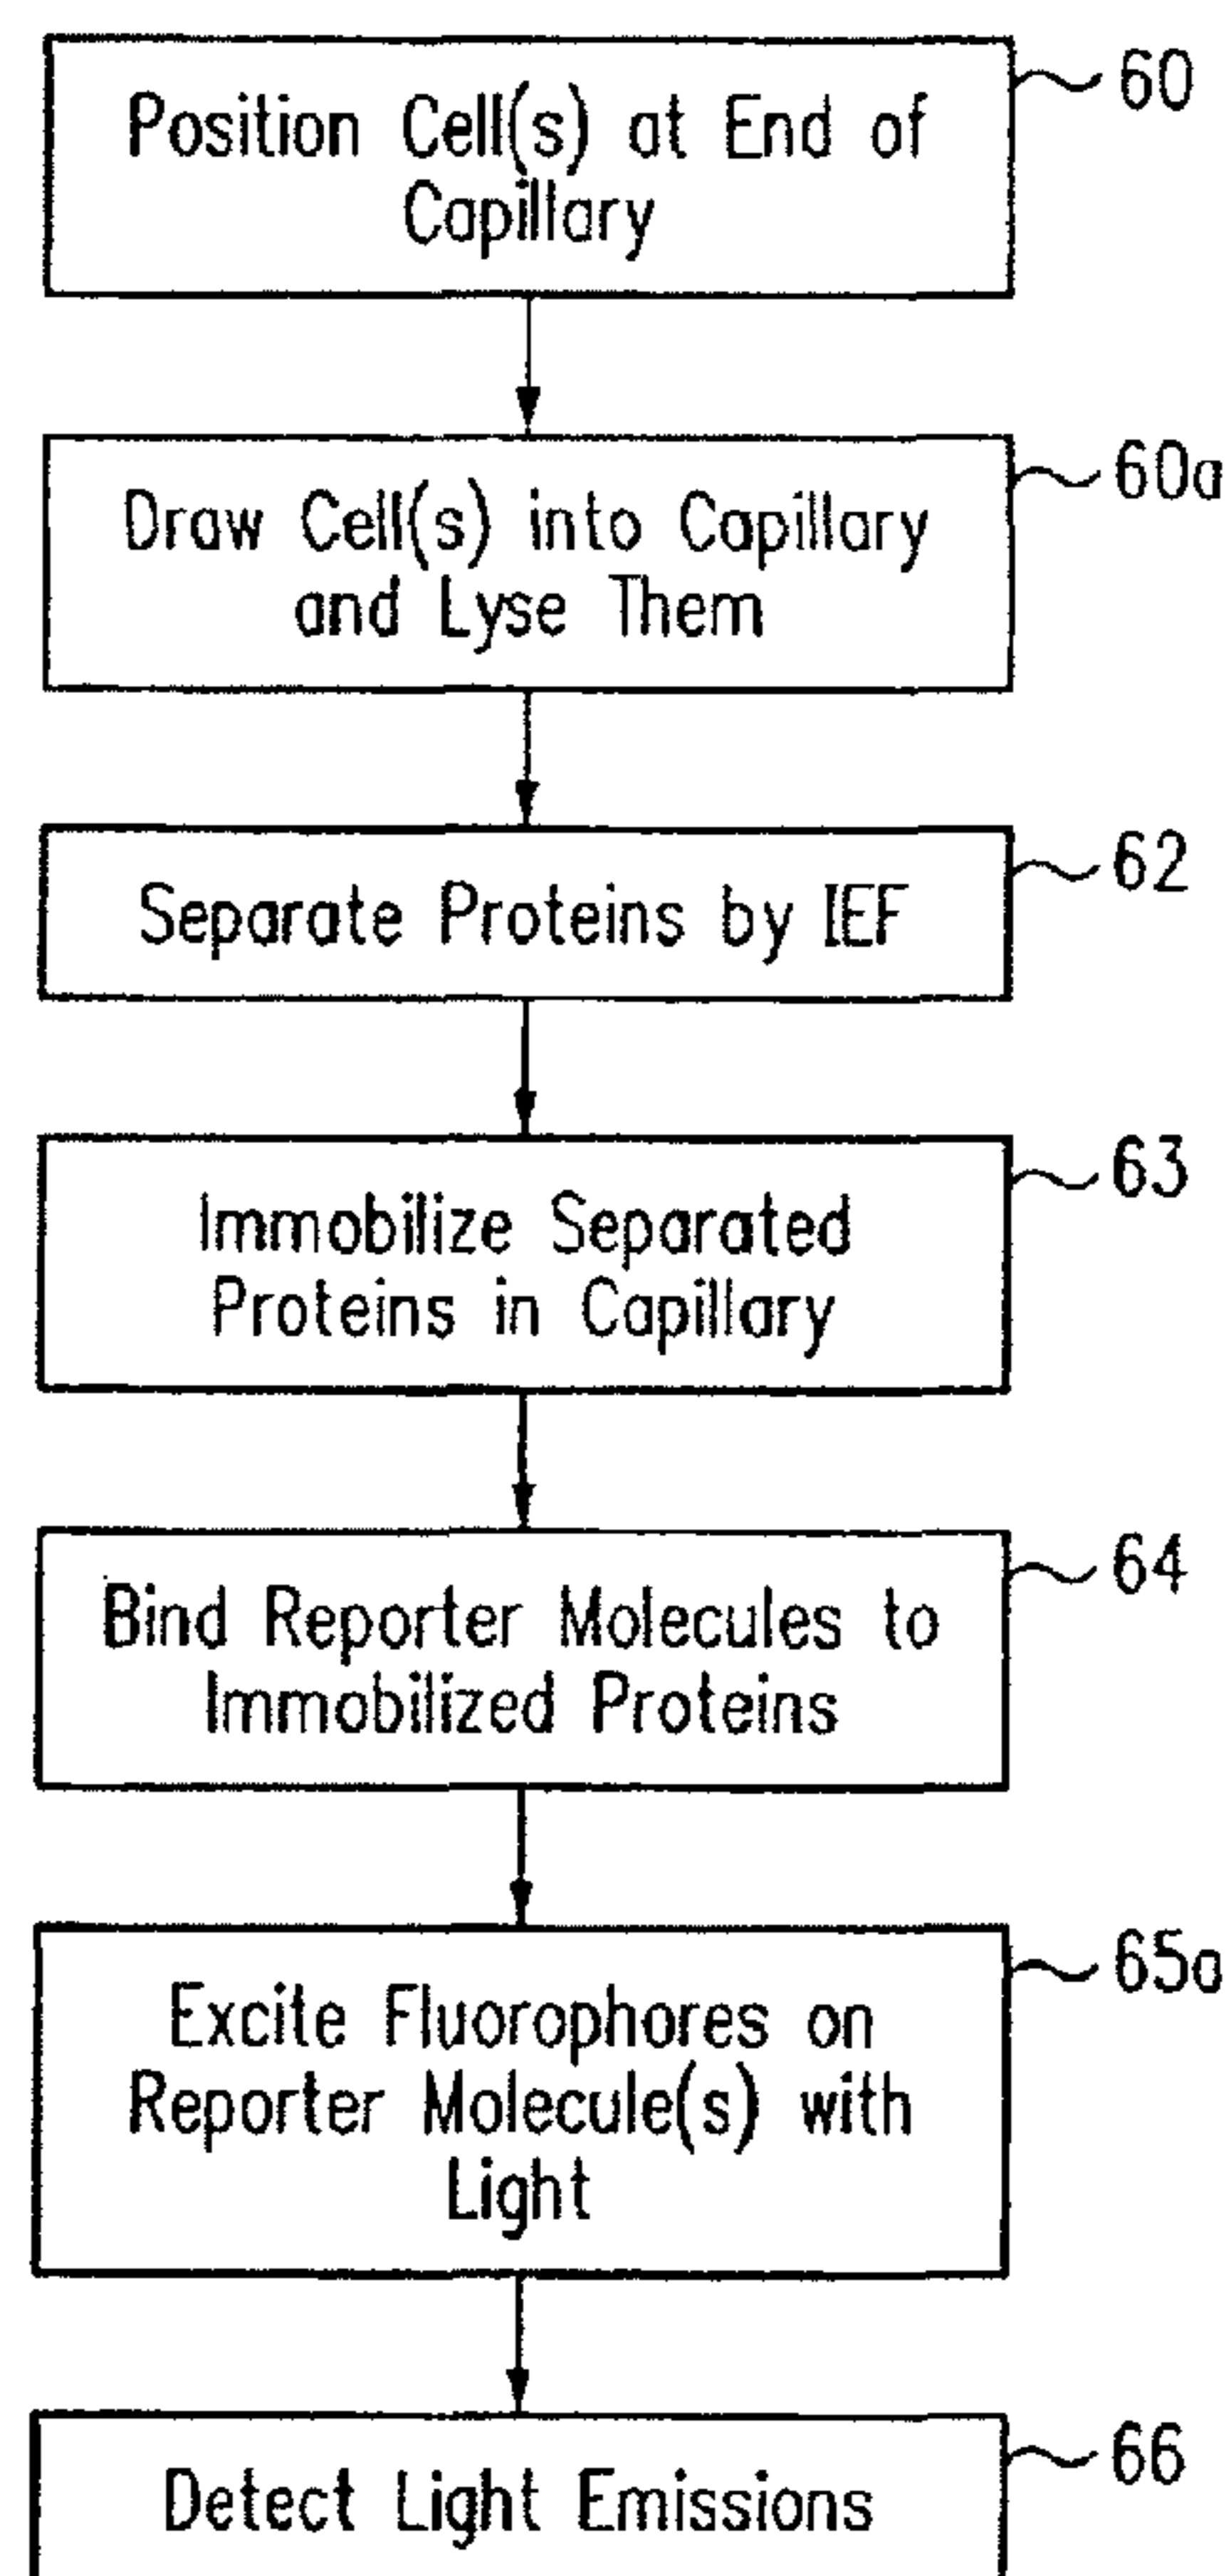 Position Cell(s) at End of
Capillary
60
Draw Cell(s) into Capillary
and Lyse Them
60a
Separate Proteins by IEF
62
Immobilize Separated
Proteins in Capillary
63
Bind Reporter Molecules to
Immobilized Proteins
64
Excite Fluorophores on
Reporter Molecule(s) with
Light
65a
Detect Light Emissions
66